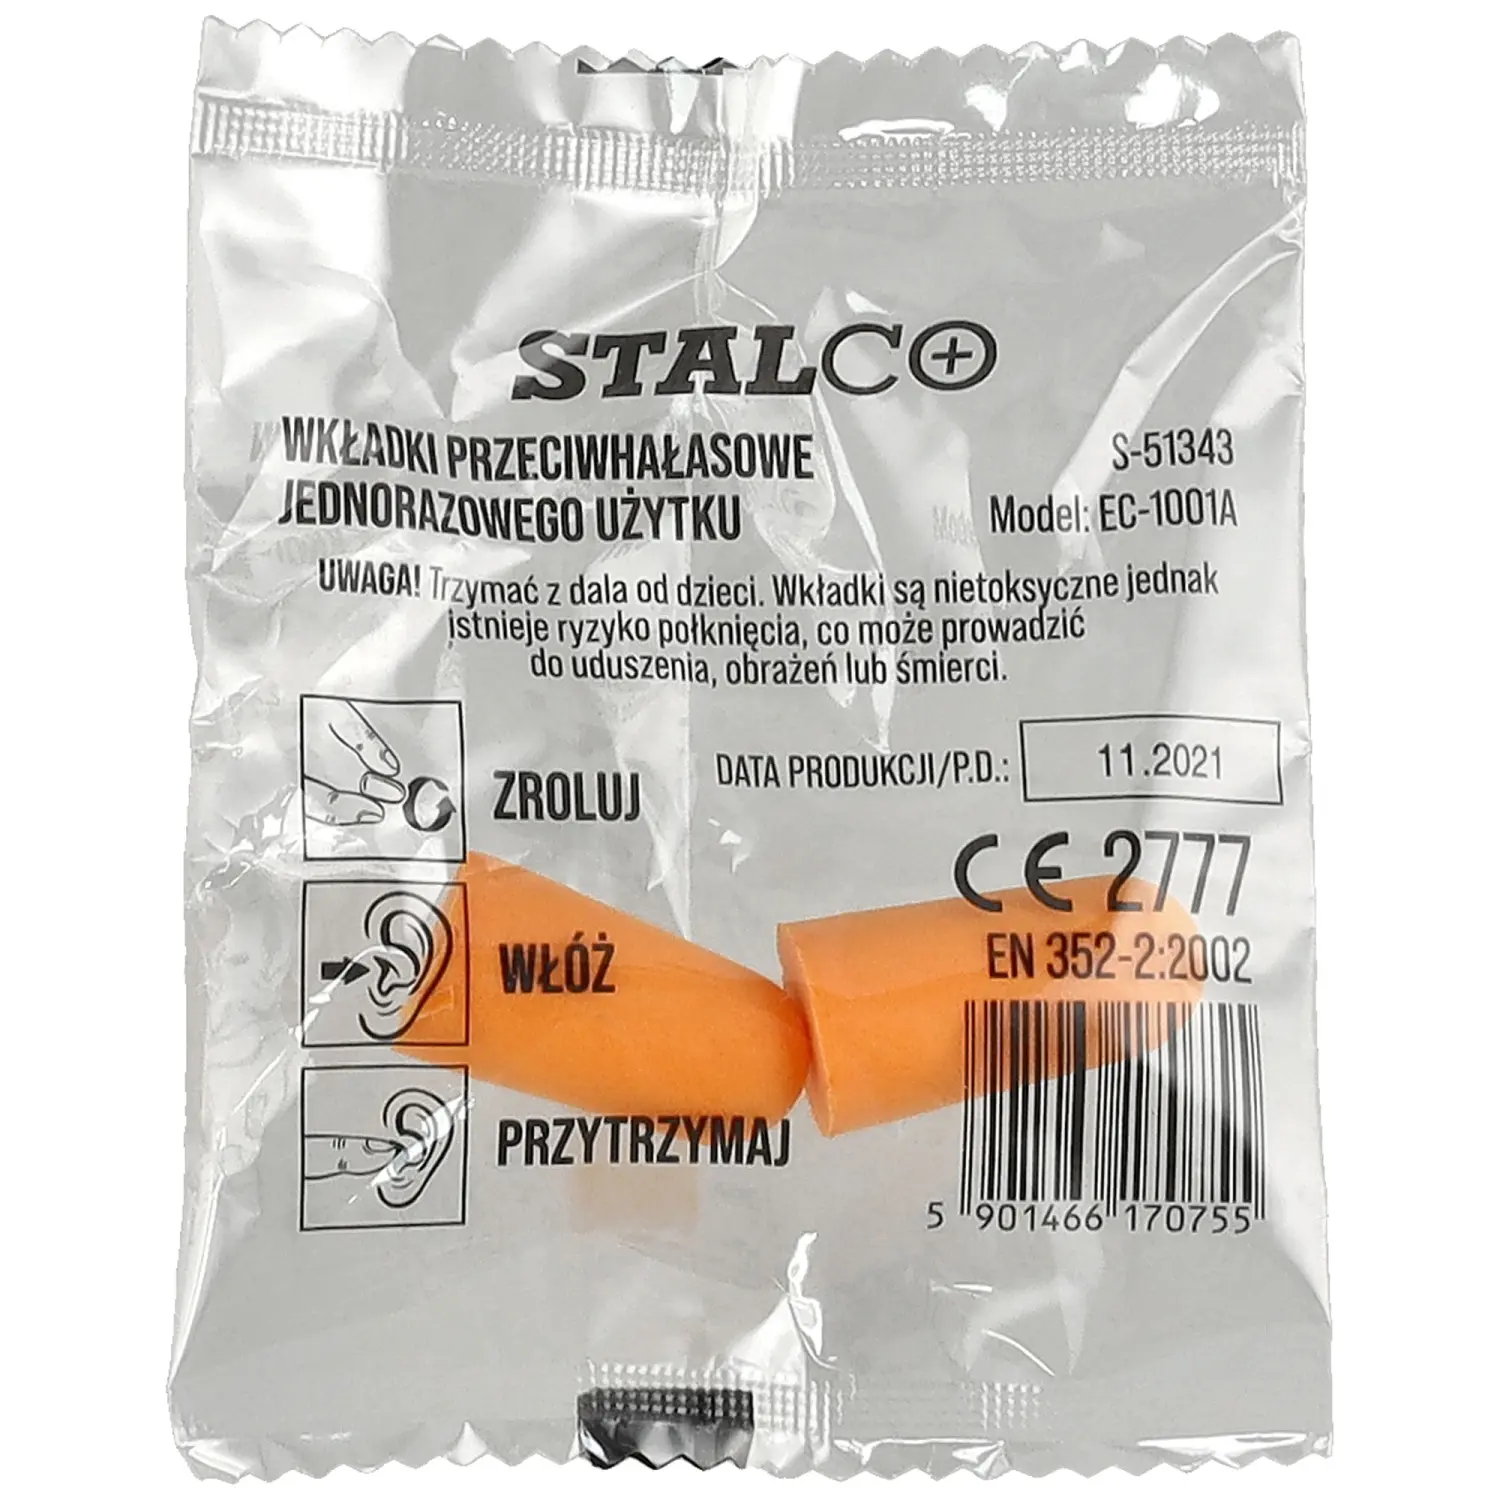 STALCO
WKŁADKI PRZECIWHAŁASOWE
JEDNORAZOWEGO UŻYTKU
S-51343
Model: EC-1001A
UWAGA! Trzymać z dala od dzieci. Wkładki są nietoksyczne jednak
istnieje ryzyko połknięcia, co może prowadzić
do uduszenia, obrażeń lub śmierci.
ZROLUJ
DATA PRODUKCJI/P.D.: 11.2021
CE 2777
WŁÓŻ
EN 352-2:2002
PRZYTRZYMAJ
5 901466 170755